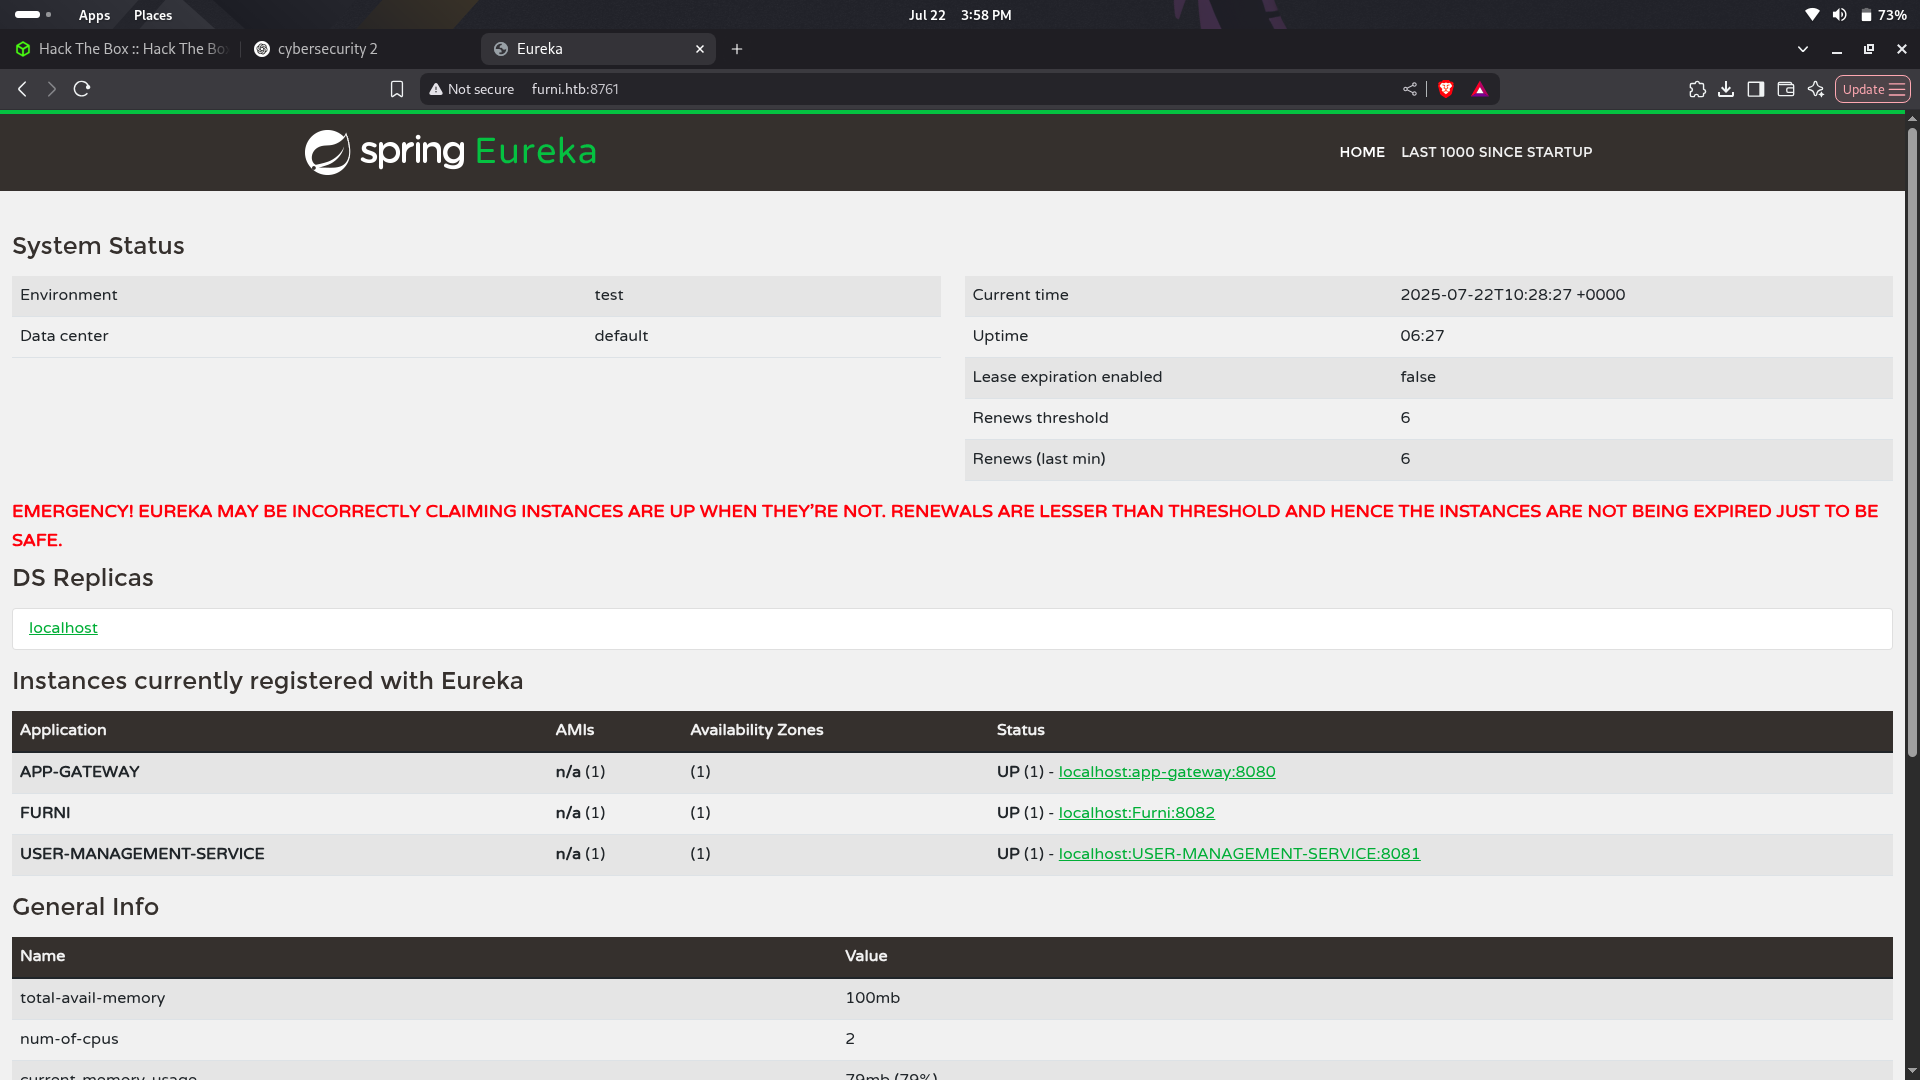 Apps Places Jul 22 3:58 PM 73%
Hack The Box :: Hack The Bo cybersecurity 2 Eureka
Not secure furni.htb:8761 Update
spring Eureka HOME LAST 1000 SINCE STARTUP
System Status
Environment test
Data center default
Current time 2025-07-22T10:28:27 +0000
Uptime 06:27
Lease expiration enabled false
Renews threshold 6
Renews (last min) 6
EMERGENCY! EUREKA MAY BE INCORRECTLY CLAIMING INSTANCES ARE UP WHEN THEY'RE NOT. RENEWALS ARE LESSER THAN THRESHOLD AND HENCE THE INSTANCES ARE NOT BEING EXPIRED JUST TO BE
SAFE.
DS Replicas
localhost
Instances currently registered with Eureka
Application AMIs Availability Zones Status
APP-GATEWAY n/a (1) (1) UP (1) - localhost:app-gateway:8080
FURNI n/a (1) (1) UP (1) - localhost:Furni:8082
USER-MANAGEMENT-SERVICE n/a (1) (1) UP (1) - localhost:USER-MANAGEMENT-SERVICE:8081
General Info
Name Value
total-avail-memory 100mb
num-of-cpus 2
current-memory-usage 79mb (79%)